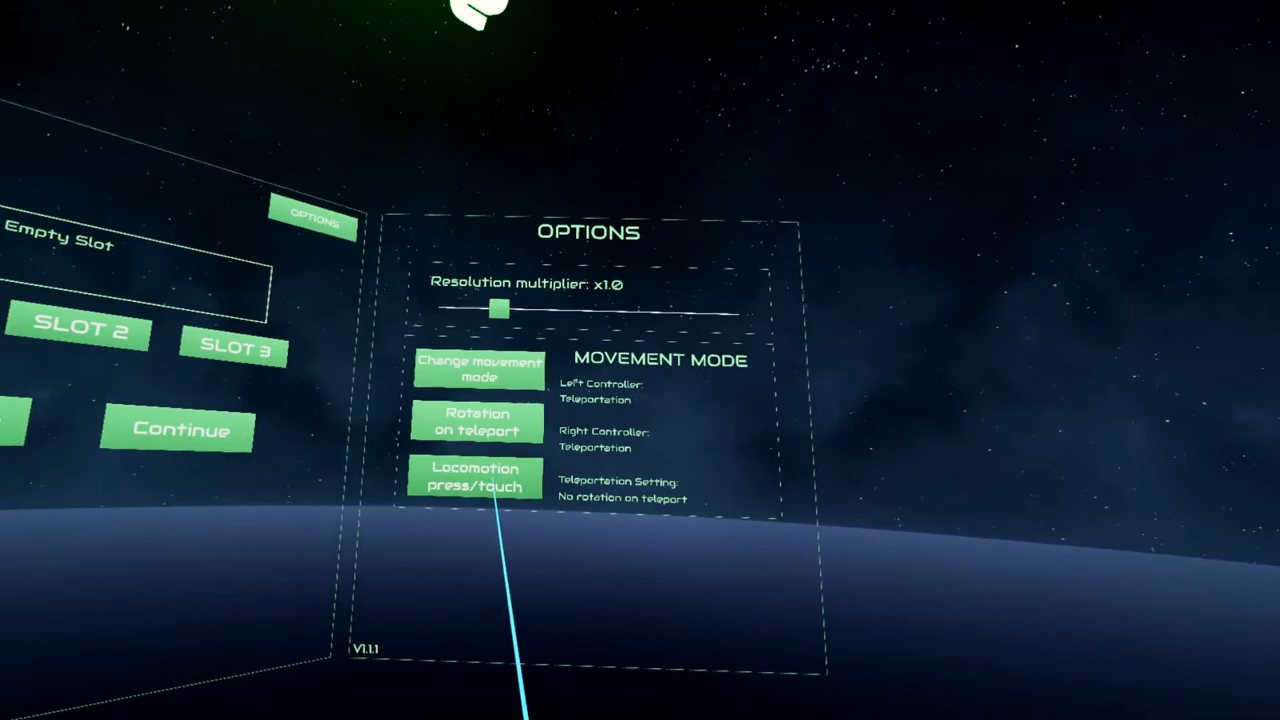 OPTIONS
Empty Slot
SLOT 2
SLOT 3
Continue
OPTIONS
Resolution multiplier: x1.0
Change movement
mode
Rotation
on teleport
Locomotion
press/touch
MOVEMENT MODE
Left Controller:
Teleportation
Right Controller:
Teleportation
Teleportation Setting:
No rotation on teleport
V1.1.1